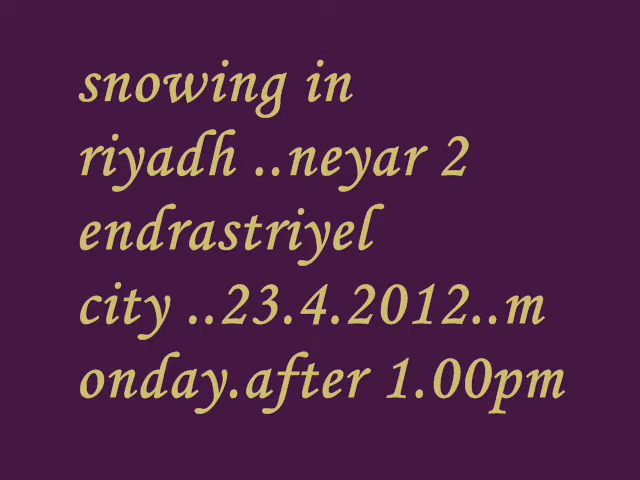 snowing in
riyadh ..neyar 2
endrastriyel
city ..23.4.2012..m
onday.after 1.00pm